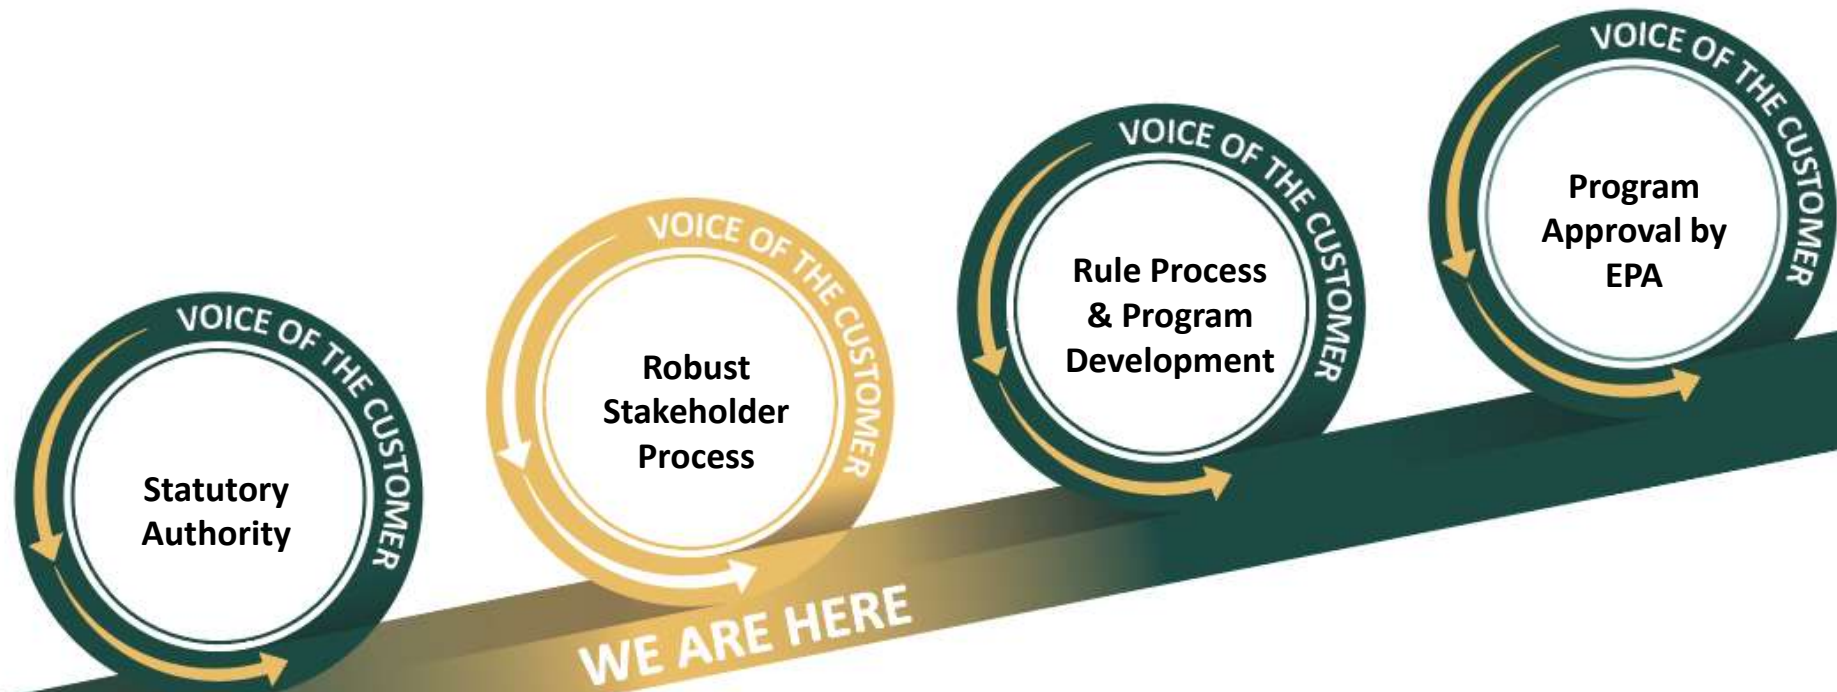 VOICE OF THE CUSTOMER
Statutory
Authority
VOICE OF THE CUSTOMER
Robust
Stakeholder
Process
VOICE OF THE CUSTOMER
Rule Process
& Program
Development
VOICE OF THE CUSTOMER
Program
Approval by
EPA
WE ARE HERE